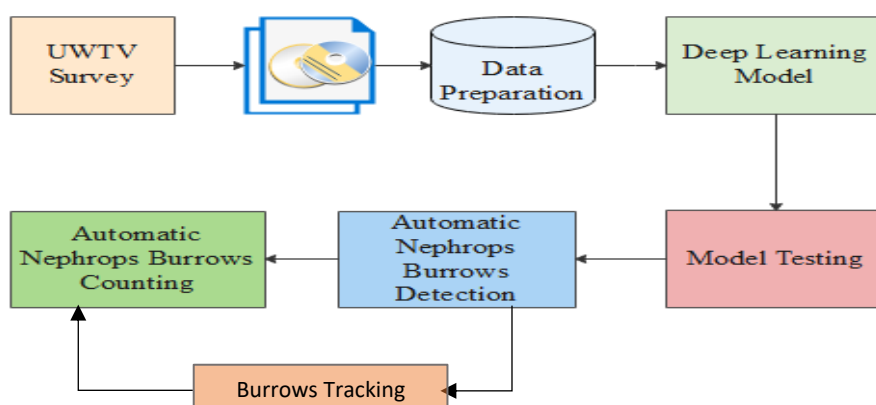 UWTV
Survey
Data
Preparation
Deep Learning
Model
Automatic
Nephrops Burrows
Counting
Automatic
Nephrops
Burrows
Detection
Model Testing
Burrows Tracking